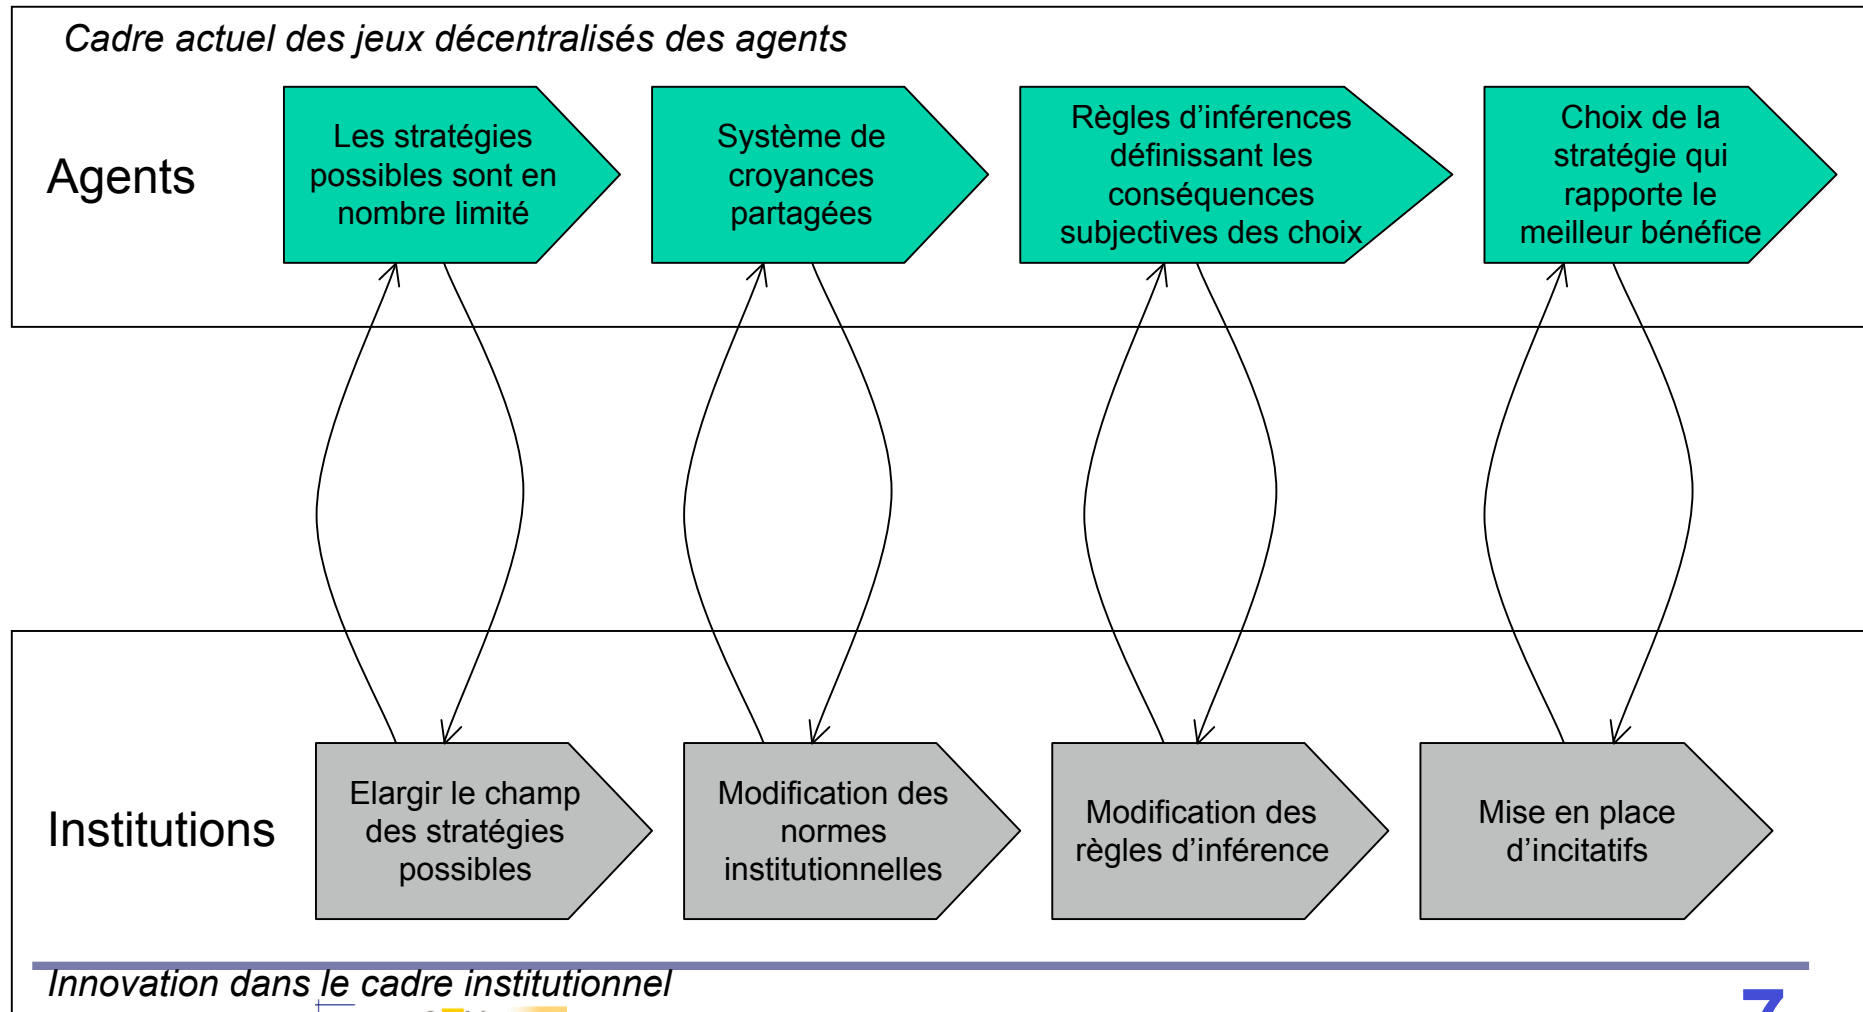 Cadre actuel des jeux décentralisés des agents
Agents
Les stratégies
possibles sont en
nombre limité
Système de
croyances
partagées
Règles d’inférences
définissant les
conséquences
subjectives des choix
Choix de la
stratégie qui
rapporte le
meilleur bénéfice
Institutions
Elargir le champ
des stratégies
possibles
Modification des
normes
institutionnelles
Modification des
règles d’inférence
Mise en place
d’incitatifs
Innovation dans le cadre institutionnel
7